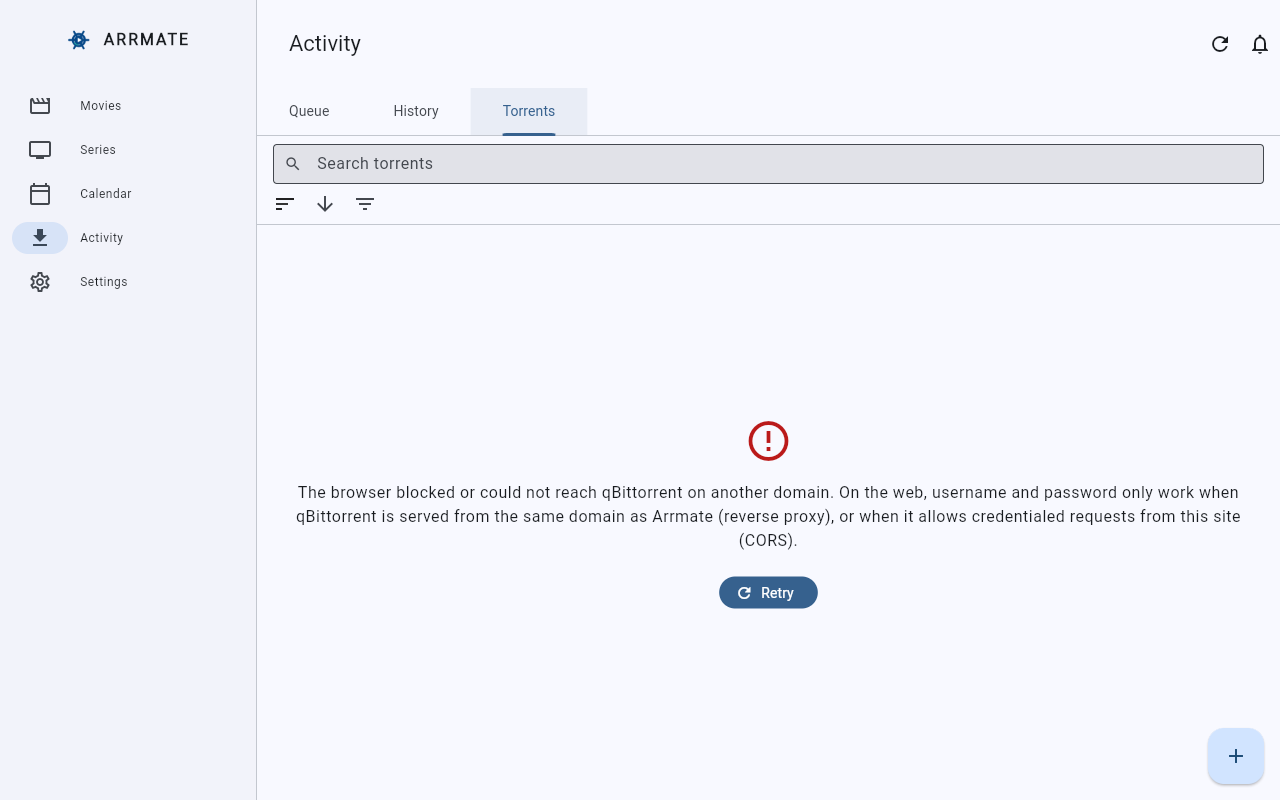 ARRMATE
Movies
Series
Calendar
Activity
Settings
Activity
Queue
History
Torrents
Search torrents
The browser blocked or could not reach qBittorrent on another domain. On the web, username and password only work when
qBittorrent is served from the same domain as Arrmate (reverse proxy), or when it allows credentialed requests from this site
(CORS).
Retry